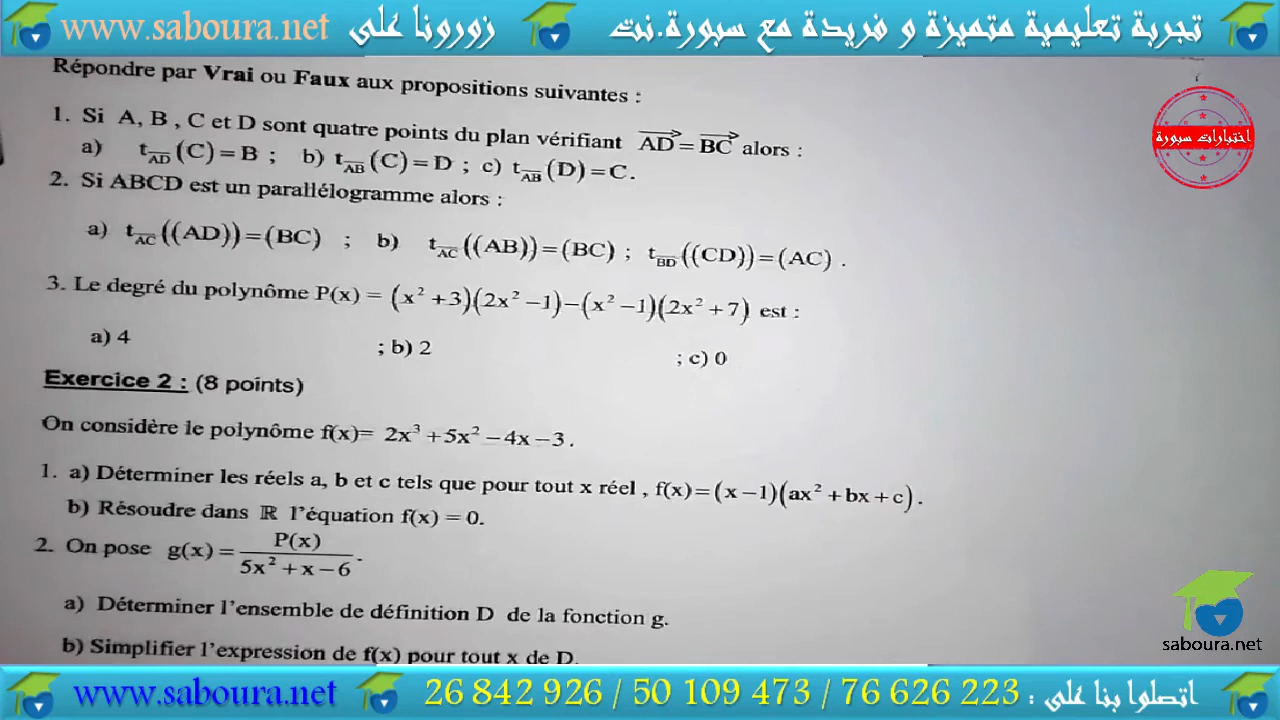 www.saboura.net زورونا على تجربة تعليمية متميزة و فريدة مع سبورة.نت
Répondre par Vrai ou Faux aux propositions suivantes :
اختبارات سبورة
1. Si A, B , C et D sont quatre points du plan vérifiant AD⃗ = BC⃗ alors :
a) t_AD⃗ (C) = B ; b) t_AB⃗ (C) = D ; c) t_AB⃗ (D) = C.
2. Si ABCD est un parallélogramme alors :
a) t_AC⃗ ((AD)) = (BC) ; b) t_AC⃗ ((AB)) = (BC) ; t_BD⃗ ((CD)) = (AC) .
3. Le degré du polynôme P(x) = (x² +3)(2x² −1)−(x² −1)(2x² +7) est :
a) 4 ; b) 2 ; c) 0
Exercice 2 : (8 points)
On considère le polynôme f(x)= 2x³ +5x² −4x −3 .
1. a) Déterminer les réels a, b et c tels que pour tout x réel , f(x)=(x−1)(ax² +bx+c) .
b) Résoudre dans ℝ l'équation f(x) = 0.
2. On pose g(x) = P(x) / (5x² + x − 6) .
a) Déterminer l'ensemble de définition D de la fonction g.
b) Simplifier l'expression de f(x) pour tout x de D.
saboura.net
www.saboura.net 26 842 926 / 50 109 473 / 76 626 223 : اتصلوا بنا على